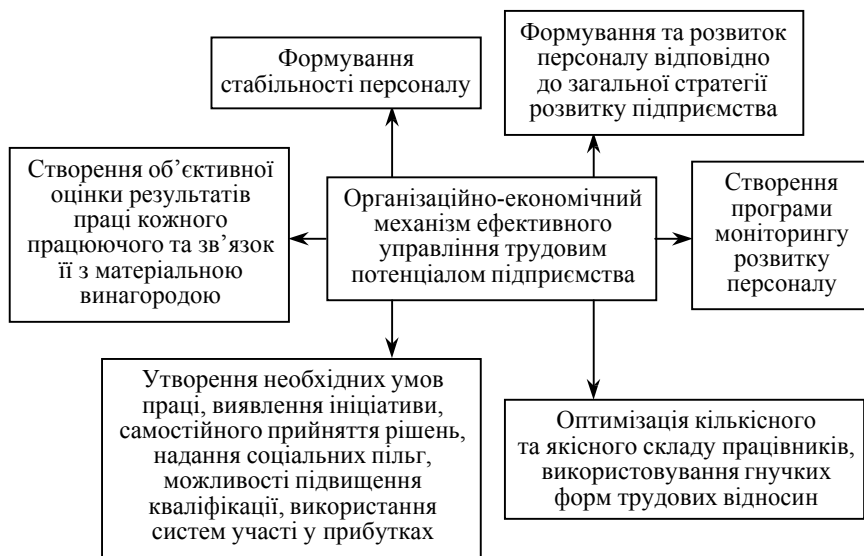 Формування
стабільності персоналу
Формування та розвиток
персоналу відповідно
до загальної стратегії
розвитку підприємства
Створення об’єктивної
оцінки результатів
праці кожного
працюючого та зв’язок
її з матеріальною
винагородою
Організаційно-економічний
механізм ефективного
управління трудовим
потенціалом підприємства
Створення
програми
моніторингу
розвитку
персоналу
Утворення необхідних умов
праці, виявлення ініціативи,
самостійного прийняття рішень,
надання соціальних пільг,
можливості підвищення
кваліфікації, використання
систем участі у прибутках
Оптимізація кількісного
та якісного складу працівників,
використовування гнучких
форм трудових відносин